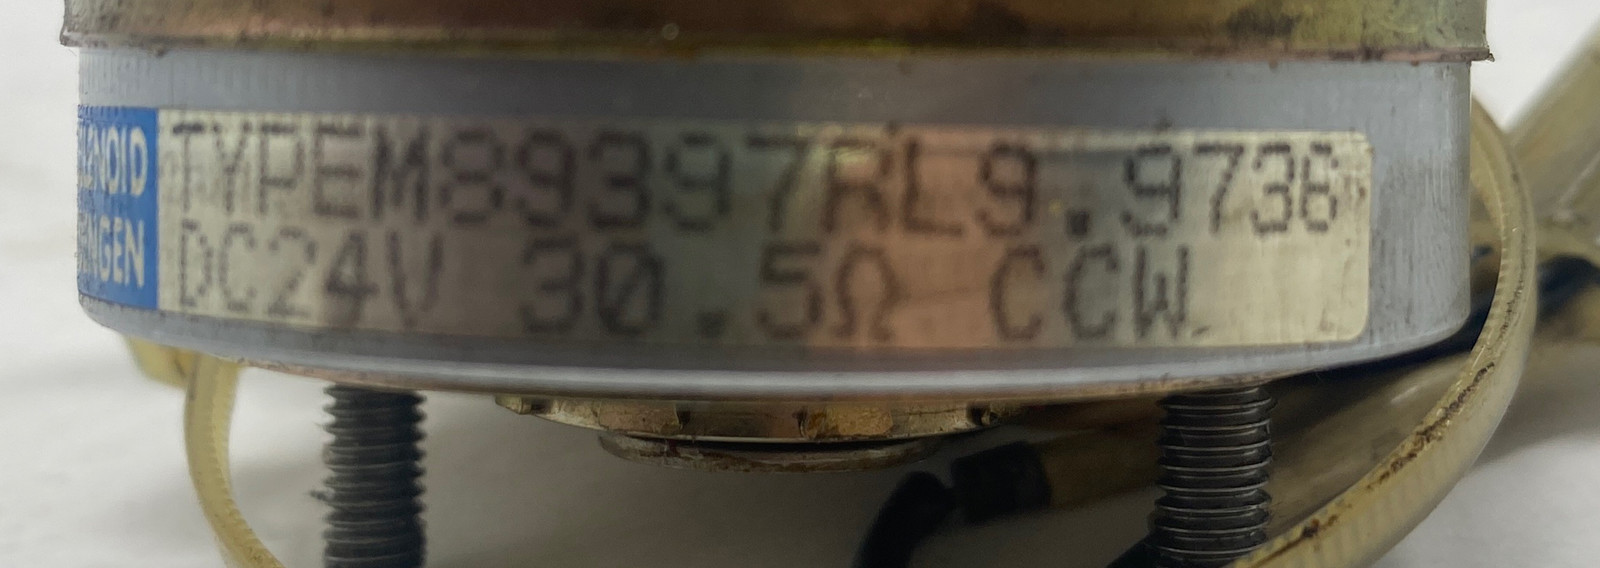 TYPEM89397RL9.9736
DC24V 30.5Ω CCW